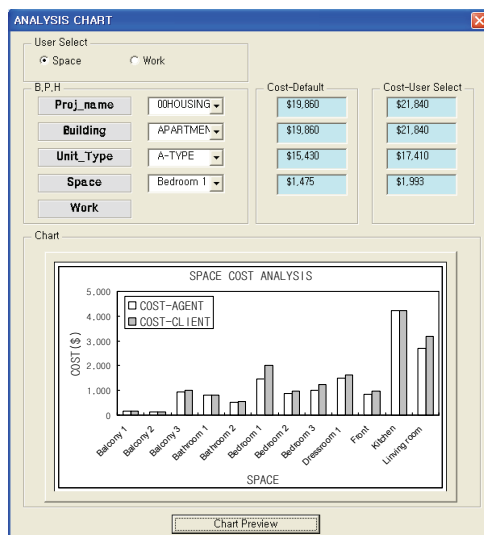 ANALYSIS CHART
User Select
Space
Work
B,P,H
Cost-Default
Cost-User Select
Proj_name
00HOUSING
$19,860
$21,840
Building
APARTMEN
$19,860
$21,840
Unit_Type
A-TYPE
$15,430
$17,410
Space
Bedroom 1
$1,475
$1,993
Work
Chart
SPACE COST ANALYSIS
COST-AGENT
COST-CLIENT
COST($)
5,000
4,000
3,000
2,000
1,000
0
Balcony 1
Balcony 2
Balcony 3
Bathroom 1
Bathroom 2
Bedroom 1
Bedroom 2
Bedroom 3
Dressroom 1
Front
Kitchen
Linving room
SPACE
Chart Preview